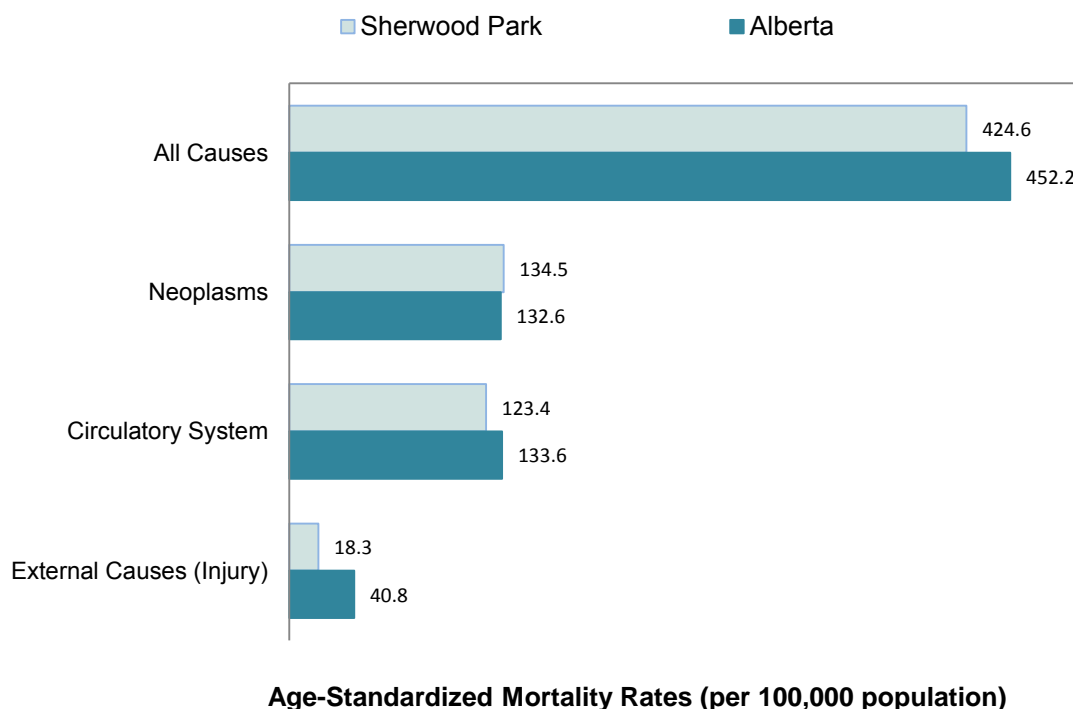 Sherwood Park
Alberta
All Causes
424.6
452.2
Neoplasms
134.5
132.6
Circulatory System
123.4
133.6
External Causes (Injury)
18.3
40.8
Age-Standardized Mortality Rates (per 100,000 population)